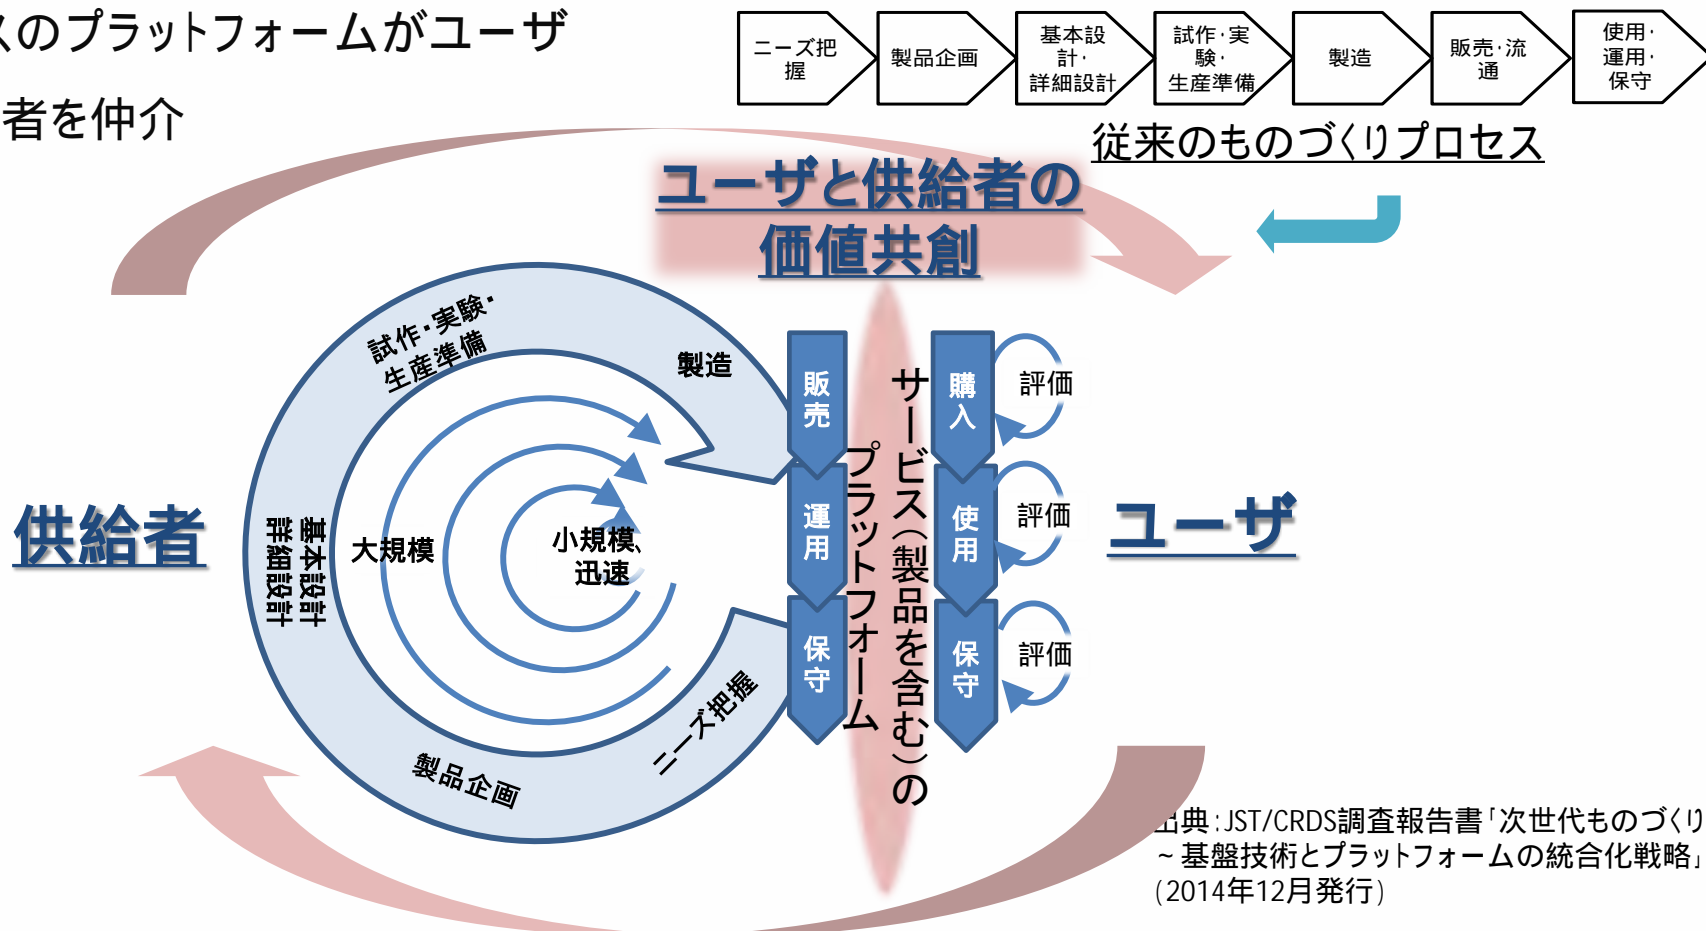 スのプラットフォームがユーザ
者を仲介
ニーズ把
握
製品企画
基本設
計・
詳細設計
試作・実
験・
生産準備
製造
販売・流
通
使用・
運用・
保守
従来のものづくりプロセス
ユーザと供給者の
価値共創
試作・実験・
生産準備
製造
基本設計
詳細設計
製品企画
ニーズ把握
大規模
小規模、
迅速
供給者
販売
運用
保守
サービス（製品を含む）の
プラットフォーム
購入
使用
保守
評価
評価
評価
ユーザ
出典：JST/CRDS調査報告書「次世代ものづくり
～基盤技術とプラットフォームの統合化戦略」
(2014年12月発行)